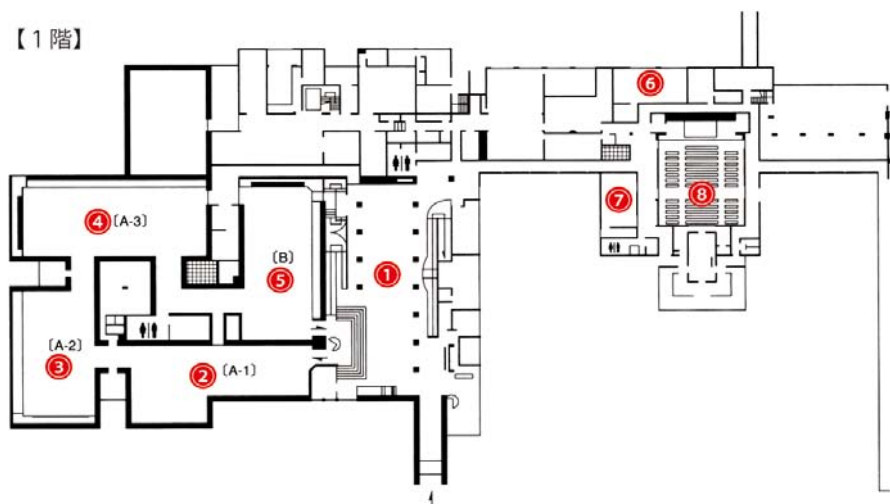 【1階】
⑥
④ [A-3]
⑦
⑧
[B]
⑤
①
[A-2]
③
② [A-1]